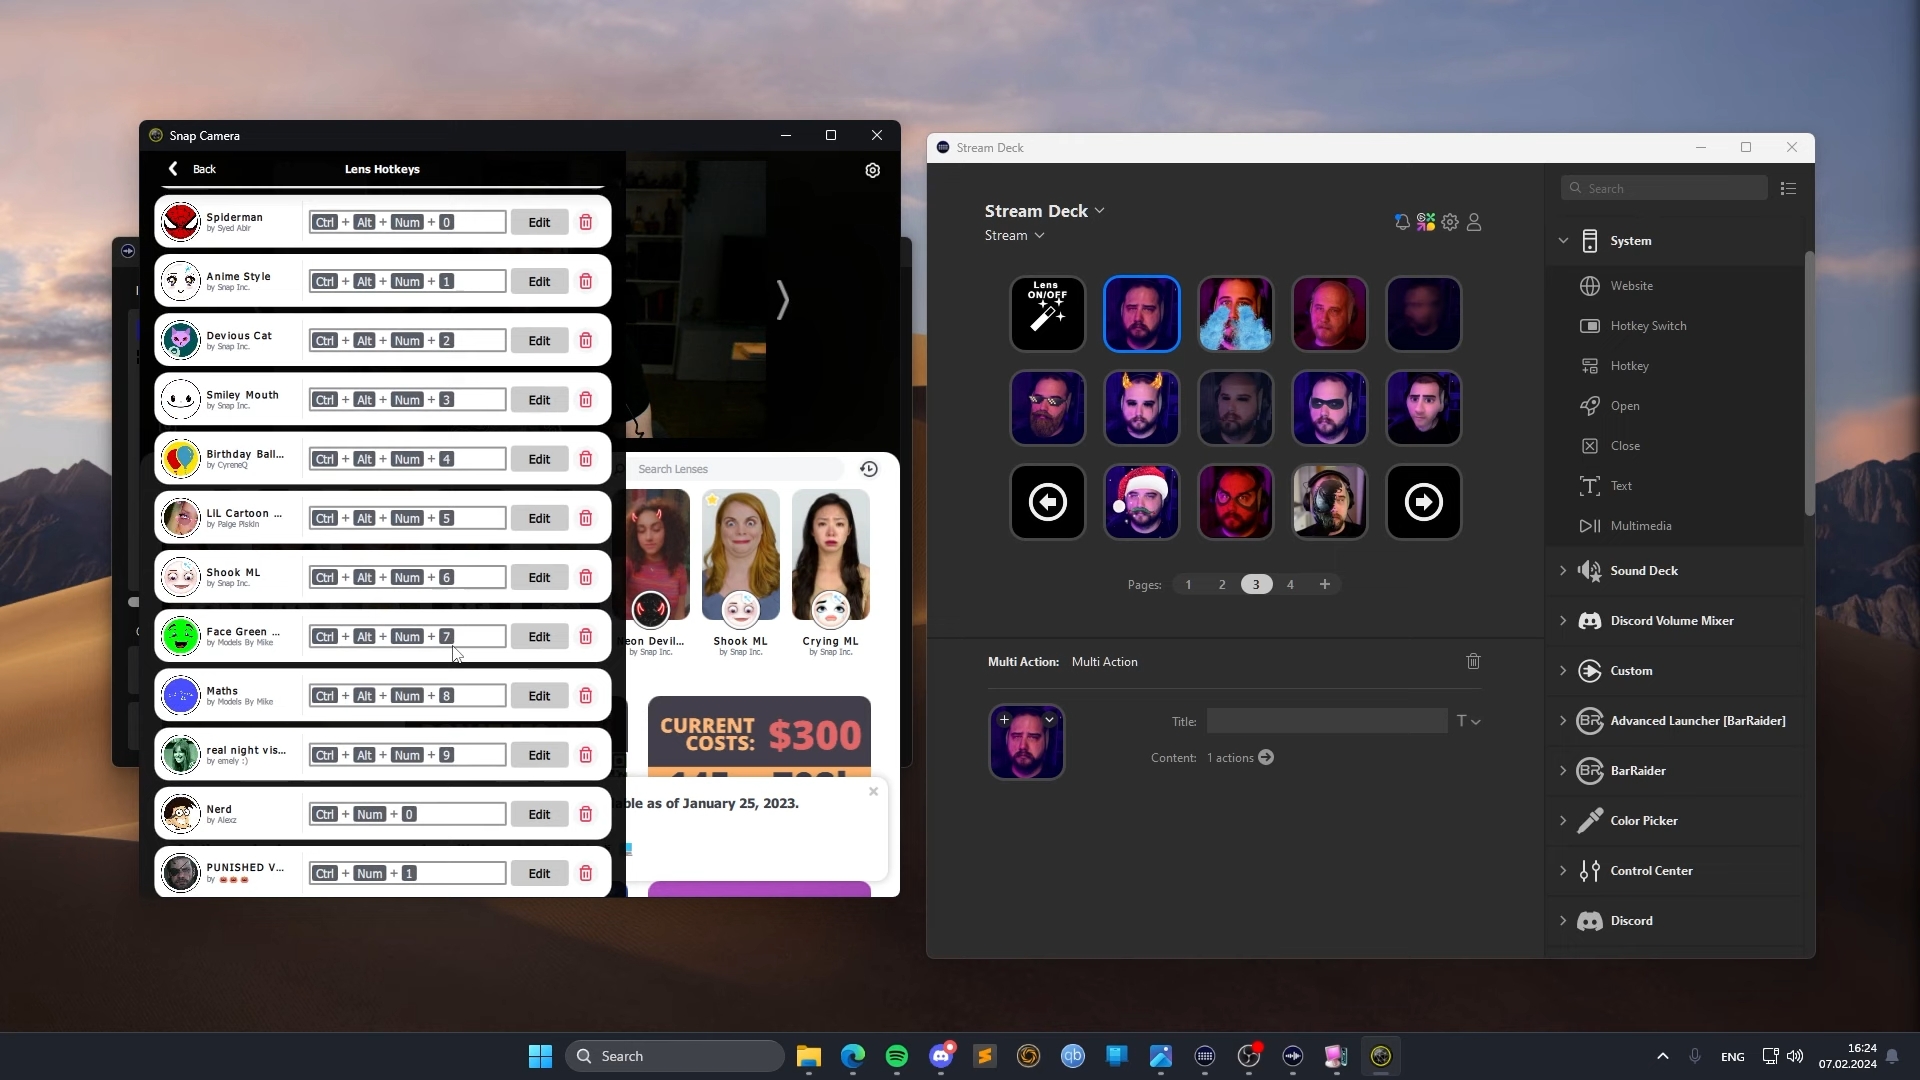 Snap Camera
Back
Lens Hotkeys
Spiderman
by Syed Abir
Ctrl + Alt + Num + 0
Edit
Anime Style
by Snap Inc.
Ctrl + Alt + Num + 1
Edit
Devious Cat
by Snap Inc.
Ctrl + Alt + Num + 2
Edit
Smiley Mouth
by Snap Inc.
Ctrl + Alt + Num + 3
Edit
Birthday Ball...
by CyreneQ
Ctrl + Alt + Num + 4
Edit
LIL Cartoon ...
by Paige Piskin
Ctrl + Alt + Num + 5
Edit
Shook ML
by Snap Inc.
Ctrl + Alt + Num + 6
Edit
Face Green ...
by Models By Mike
Ctrl + Alt + Num + 7
Edit
Maths
by Models By Mike
Ctrl + Alt + Num + 8
Edit
real night vis...
by emely :)
Ctrl + Alt + Num + 9
Edit
Nerd
by Alexz
Ctrl + Num + 0
Edit
PUNISHED V...
by
Ctrl + Num + 1
Edit
Search Lenses
Neon Devil...
by Snap Inc.
Shook ML
by Snap Inc.
Crying ML
by Snap Inc.
CURRENT
COSTS:
$300
as of January 25, 2023.
Stream Deck
Stream Deck
Stream
Lens
ON/OFF
Pages: 1 2 3 4 +
Multi Action: Multi Action
Title:
T
Content: 1 actions
Search
System
Website
Hotkey Switch
Hotkey
Open
Close
Text
Multimedia
Sound Deck
Discord Volume Mixer
Custom
BR
Advanced Launcher [BarRaider]
BR
BarRaider
Color Picker
Control Center
Discord
Search
qb
ENG
16:24
07.02.2024